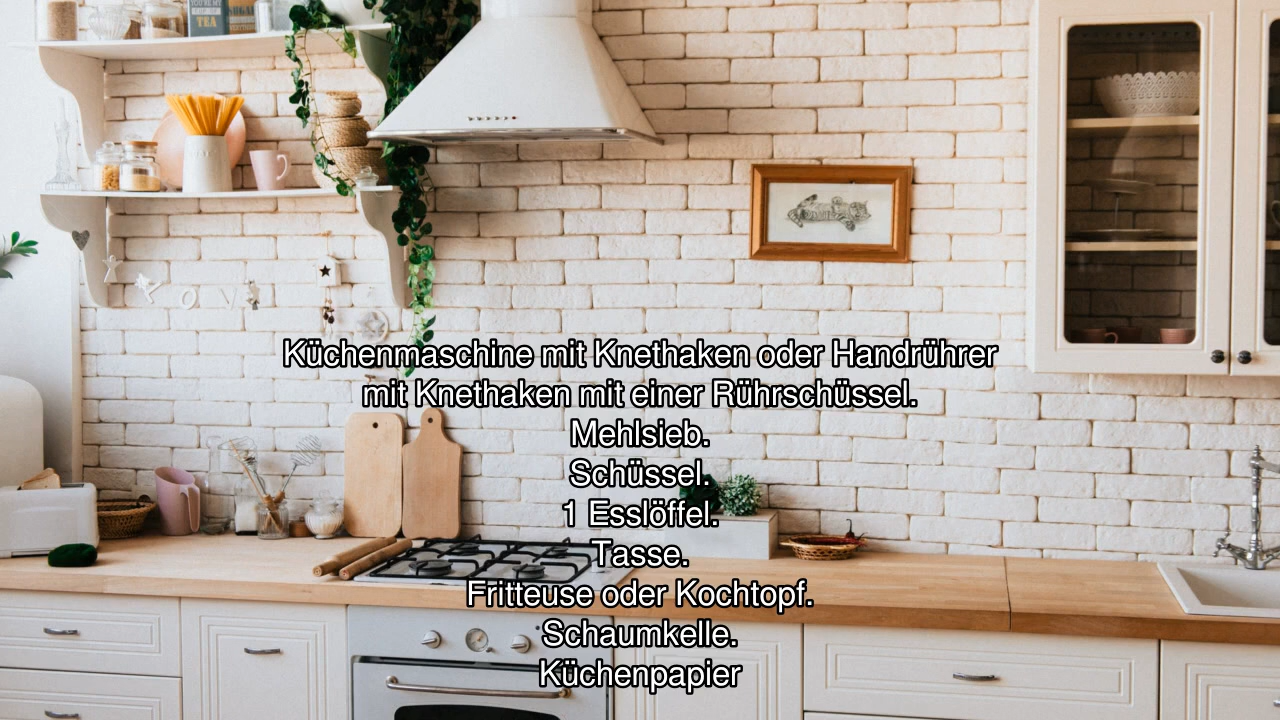 TEA
Küchenmaschine mit Knethaken oder Handrührer
mit Knethaken mit einer Rührschüssel.
Mehlsieb.
Schüssel.
1 Esslöffel.
Tasse.
Fritteuse oder Kochtopf.
Schaumkelle.
Küchenpapier